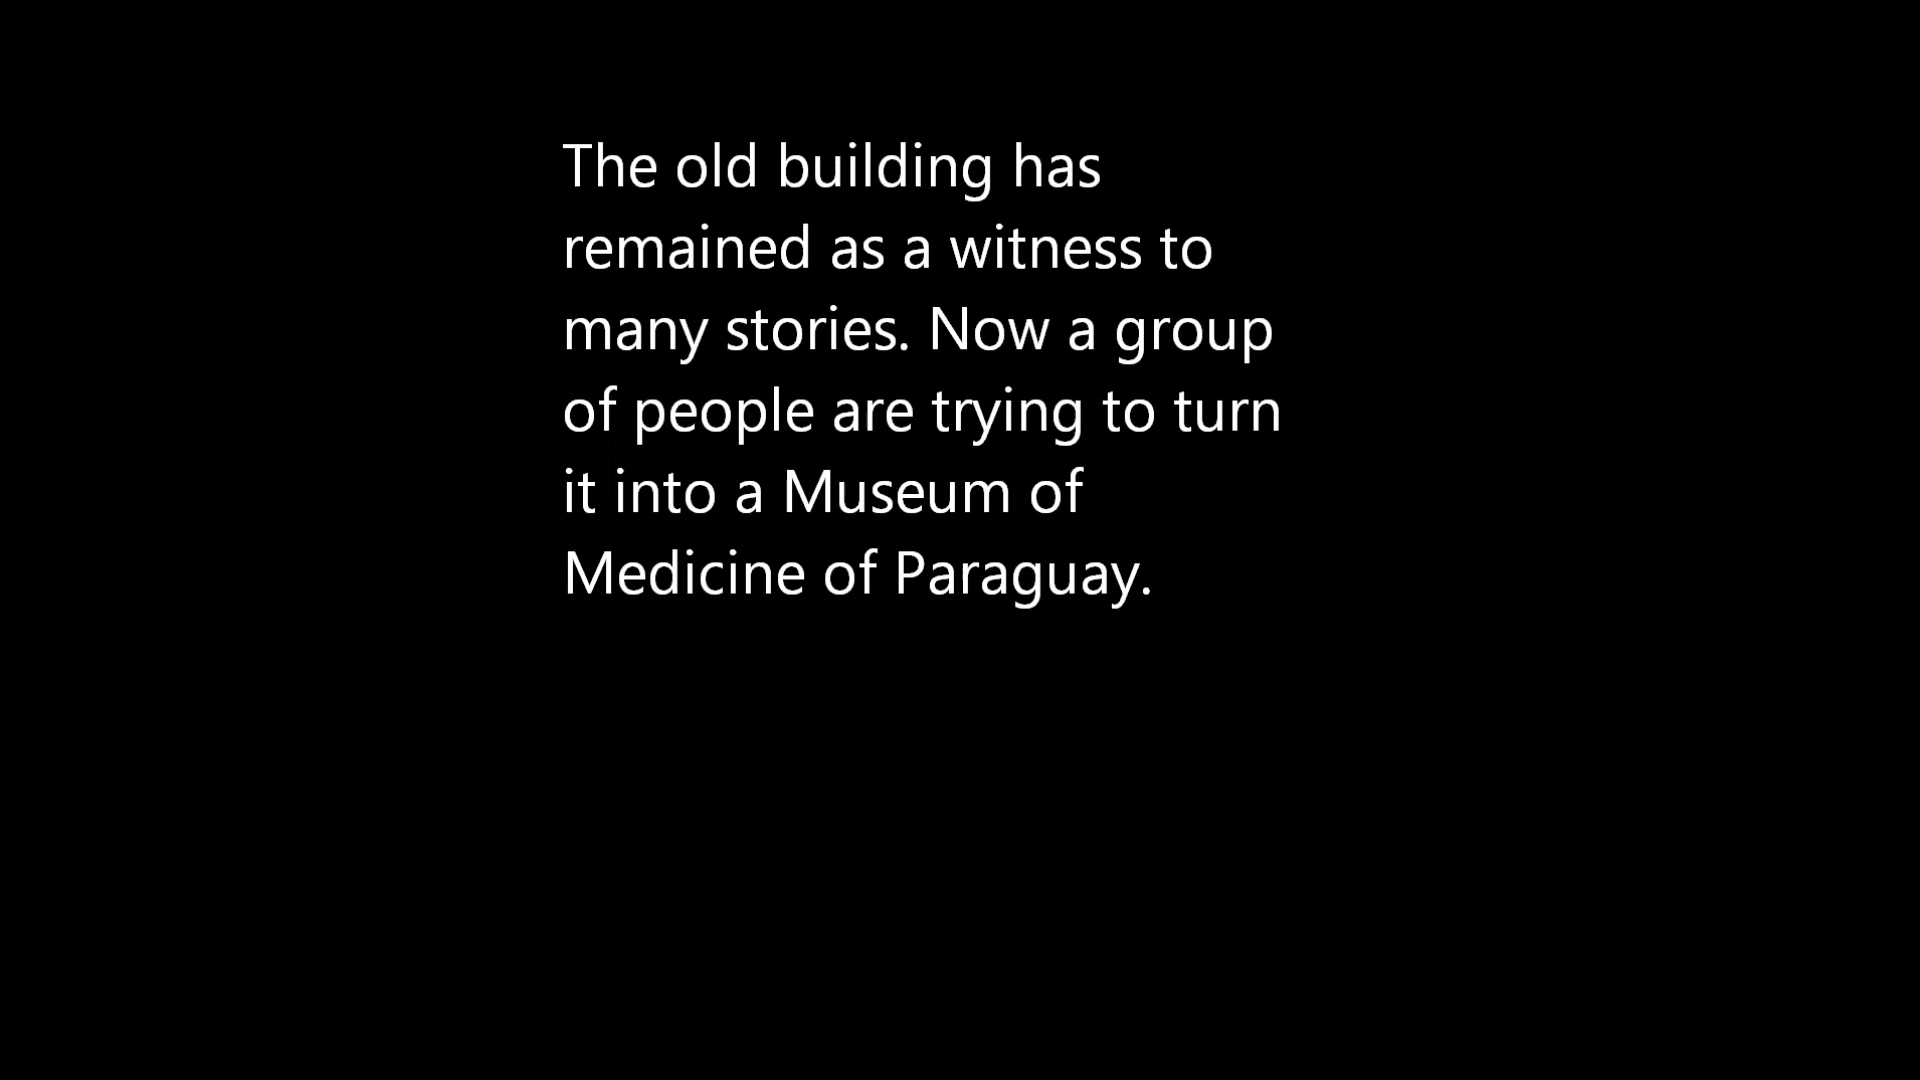 The old building has
remained as a witness to
many stories. Now a group
of people are trying to turn
it into a Museum of
Medicine of Paraguay.